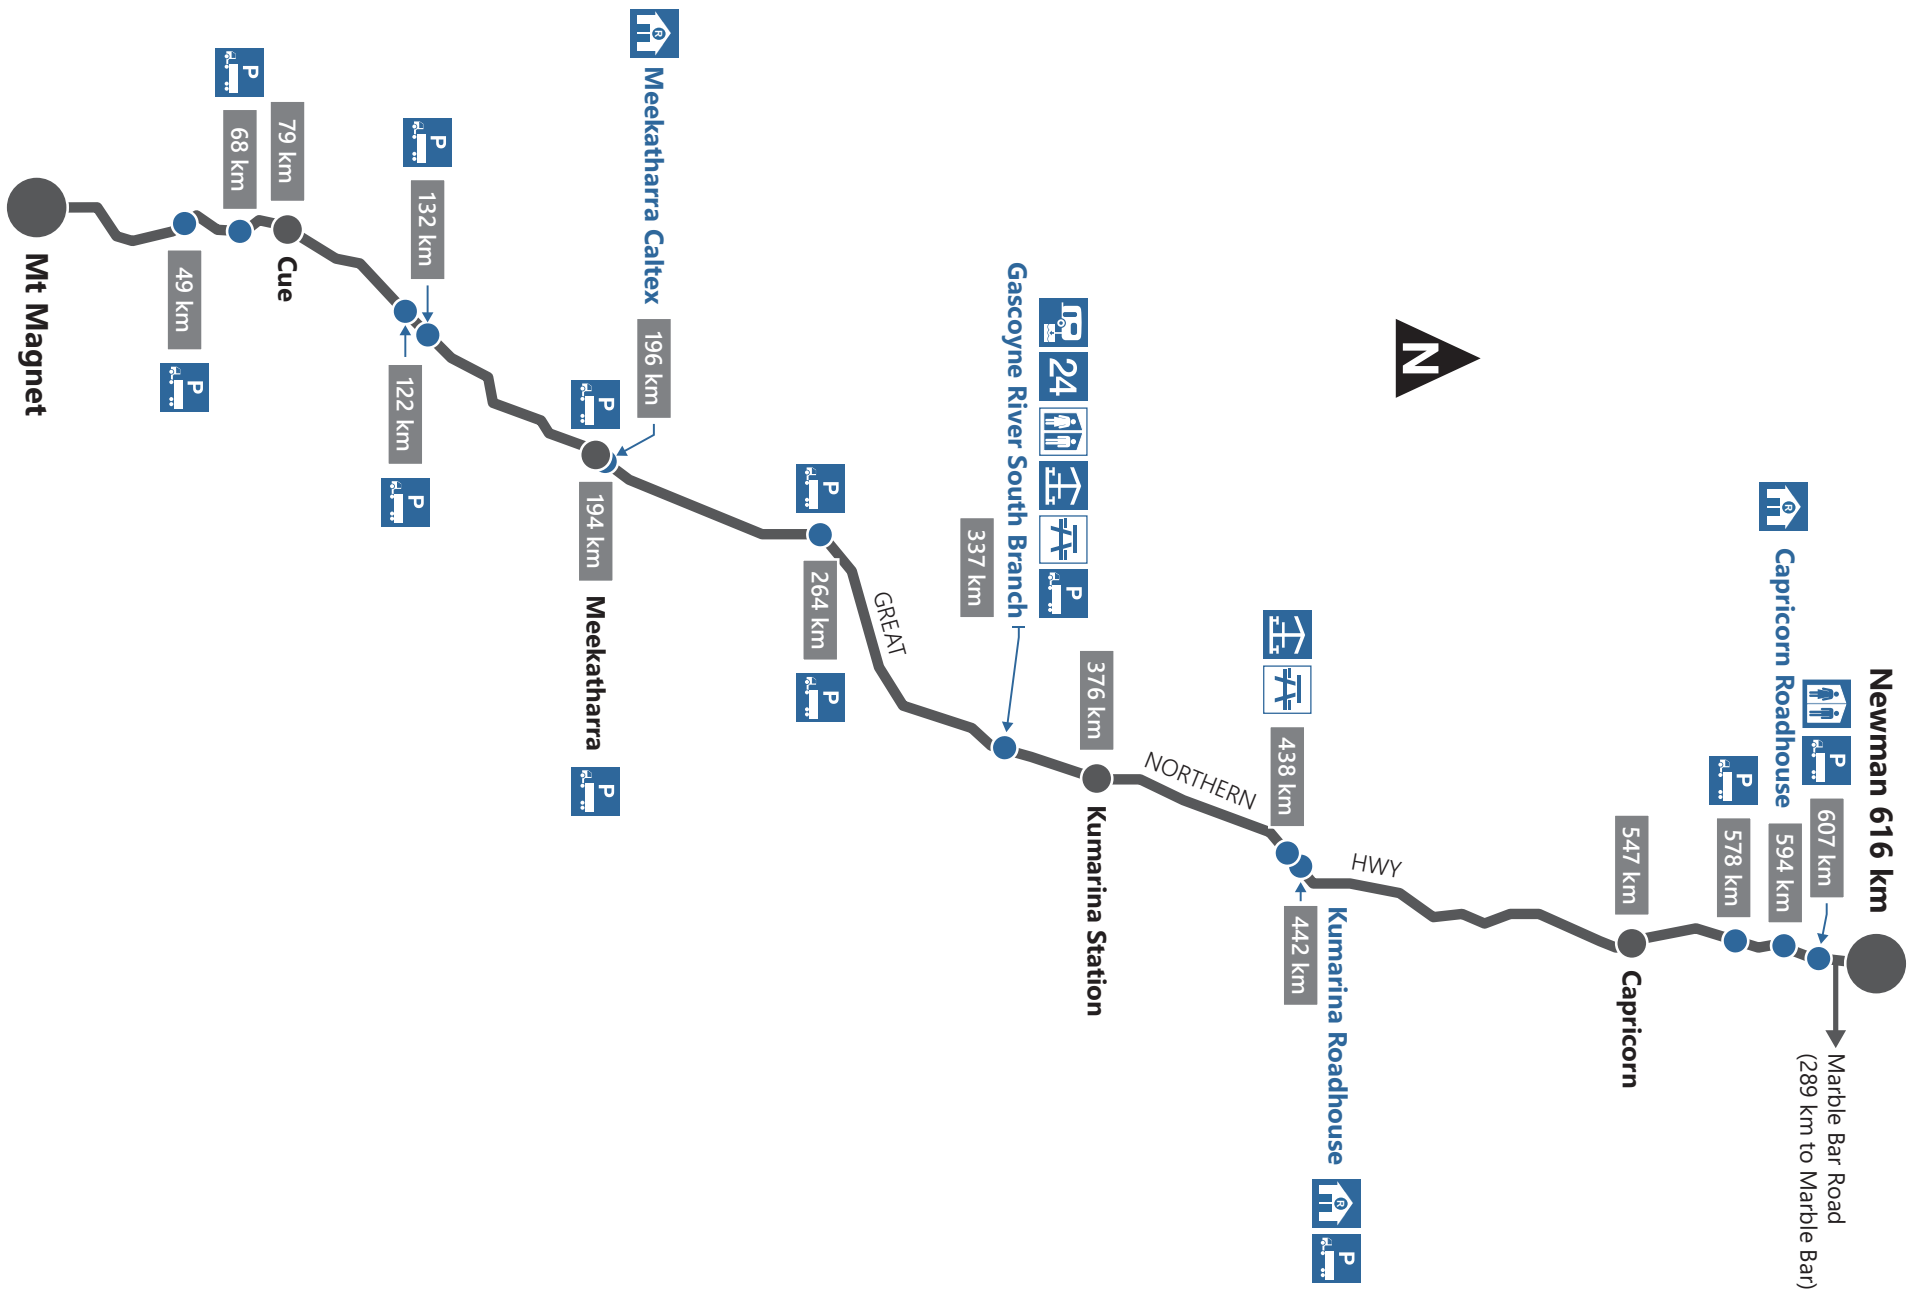 Newman 616 km
607 km
P
Marble Bar Road
(289 km to Marble Bar)
Capricorn Roadhouse
R
594 km
578 km
P
547 km
Capricorn
N
HWY
442 km
Kumarina Roadhouse
R
P
438 km
NORTHERN
376 km
Kumarina Station
24
P
Gascoyne River South Branch
337 km
GREAT
P
264 km
P
R
Meekatharra Caltex
196 km
P
194 km
Meekatharra
P
P
132 km
122 km
P
79 km
Cue
P
68 km
49 km
P
Mt Magnet